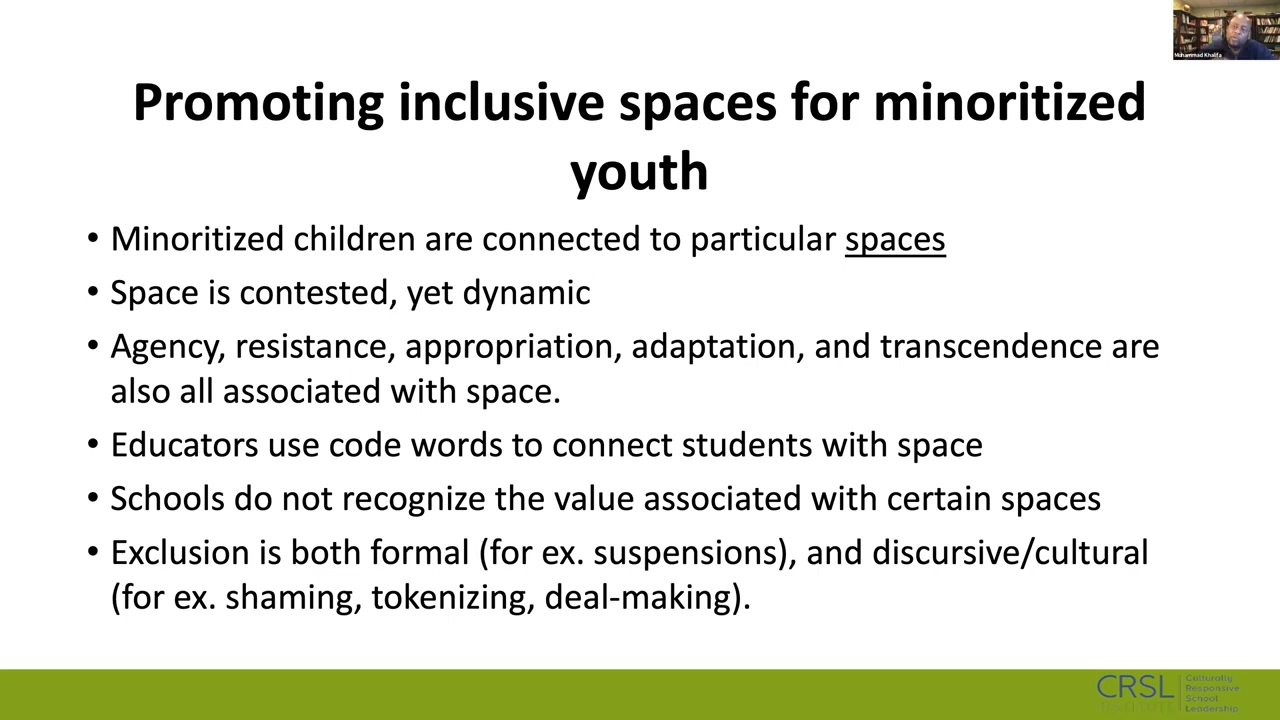 Muhammad Khalifa
Promoting inclusive spaces for minoritized
youth
• Minoritized children are connected to particular spaces
• Space is contested, yet dynamic
• Agency, resistance, appropriation, adaptation, and transcendence are
also all associated with space.
• Educators use code words to connect students with space
• Schools do not recognize the value associated with certain spaces
• Exclusion is both formal (for ex. suspensions), and discursive/cultural
(for ex. shaming, tokenizing, deal-making).
CRSL
INSTITUTE
Culturally
Responsive
School
Leadership